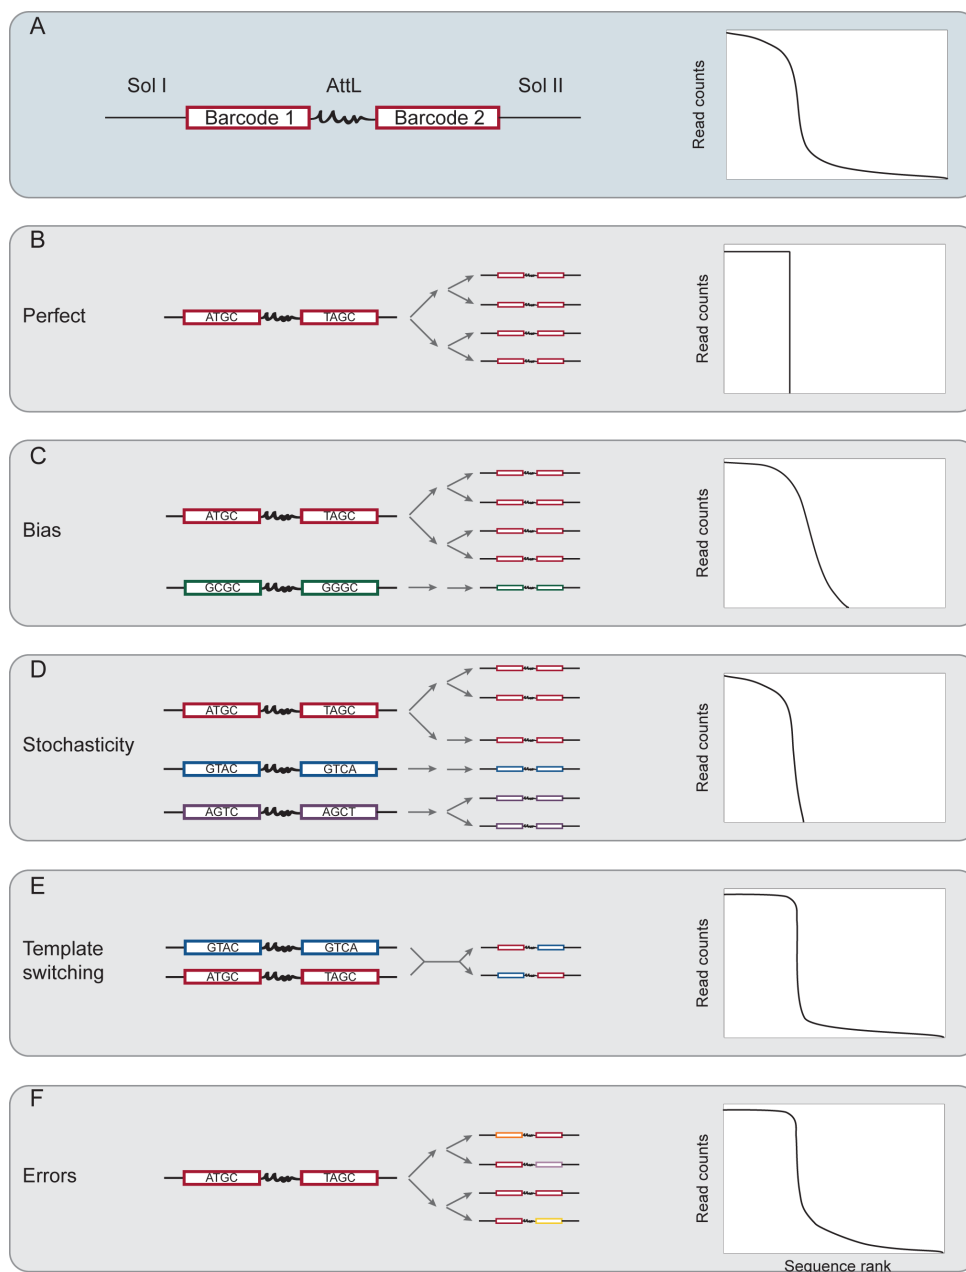 A
Sol I AttL Sol II
Barcode 1 Barcode 2
Read counts
B
Perfect
ATGC TAGC
Read counts
C
Bias
ATGC TAGC
GCGC GGGC
Read counts
D
Stochasticity
ATGC TAGC
GTAC GTCA
AGTC AGCT
Read counts
E
Template
switching
GTAC GTCA
ATGC TAGC
Read counts
F
Errors
ATGC TAGC
Read counts
Sequence rank